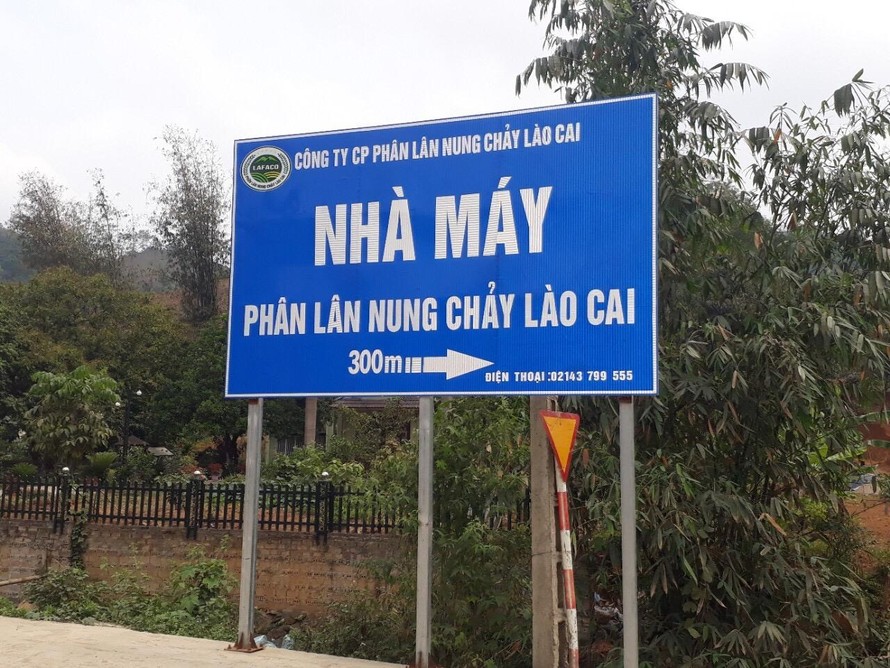 LAFACO
CÔNG TY CP PHÂN LÂN NUNG CHẢY LÀO CAI
NHÀ MÁY
PHÂN LÂN NUNG CHẢY LÀO CAI
300m
ĐIỆN THOẠI :02143 799 555